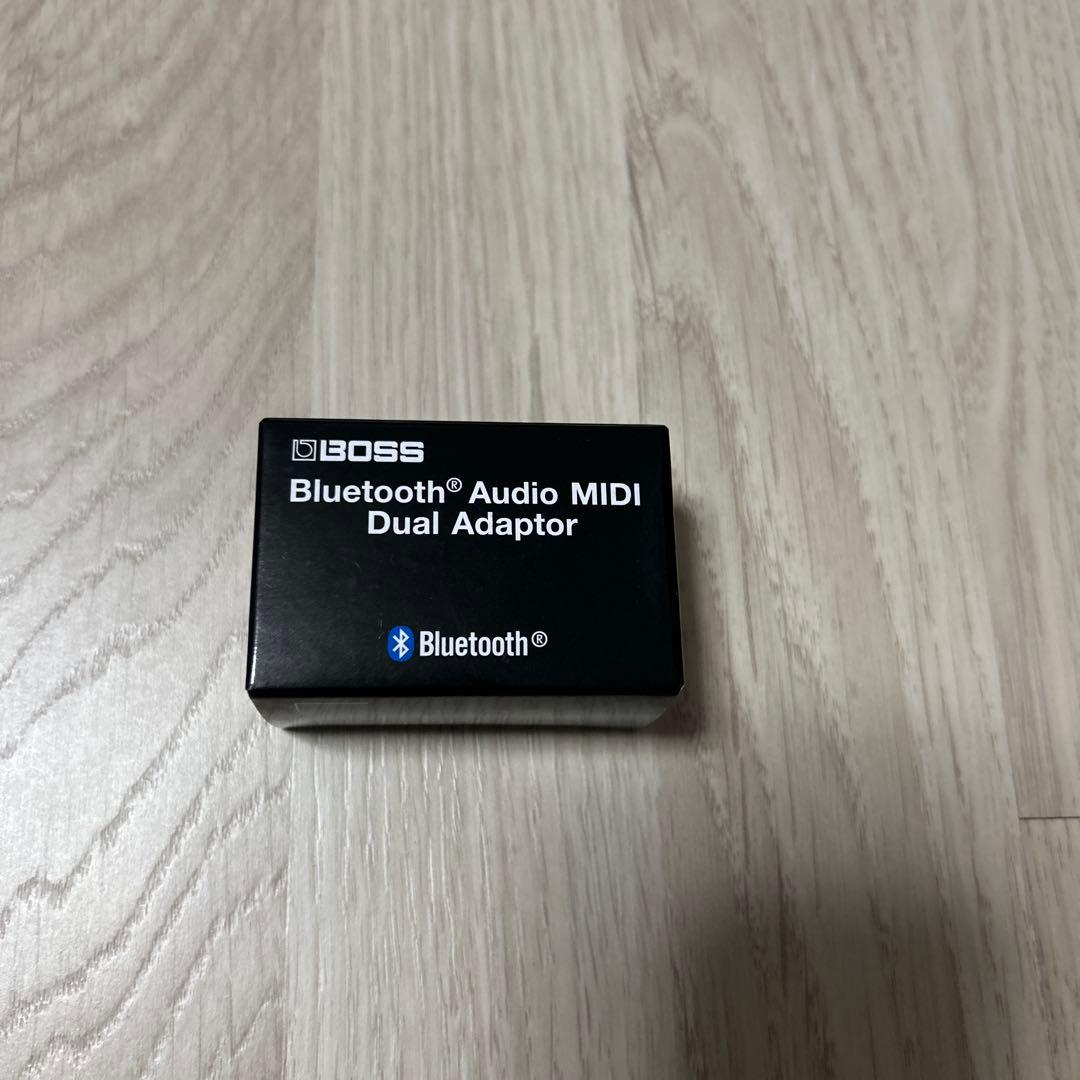 BOSS
Bluetooth® Audio MIDI
Dual Adaptor
Bluetooth®